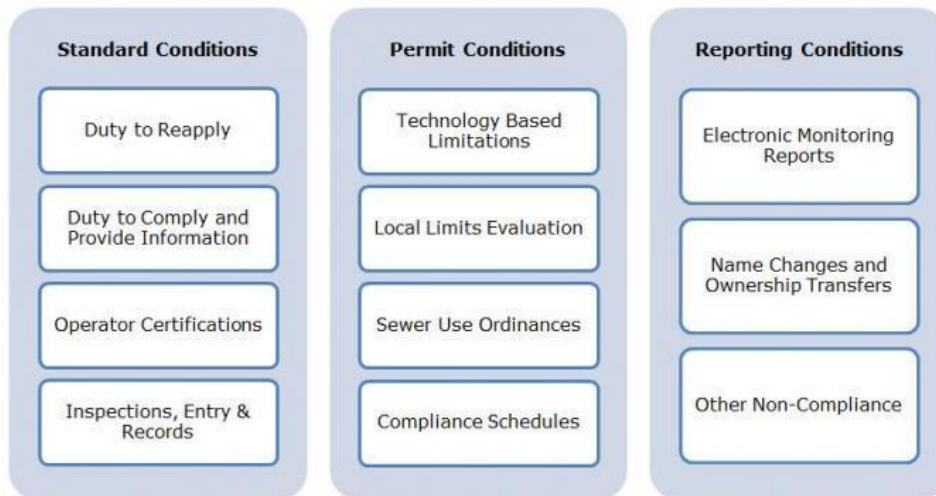 Standard Conditions
Duty to Reapply
Duty to Comply and
Provide Information
Operator Certifications
Inspections, Entry &
Records
Permit Conditions
Technology Based
Limitations
Local Limits Evaluation
Sewer Use Ordinances
Compliance Schedules
Reporting Conditions
Electronic Monitoring
Reports
Name Changes and
Ownership Transfers
Other Non-Compliance